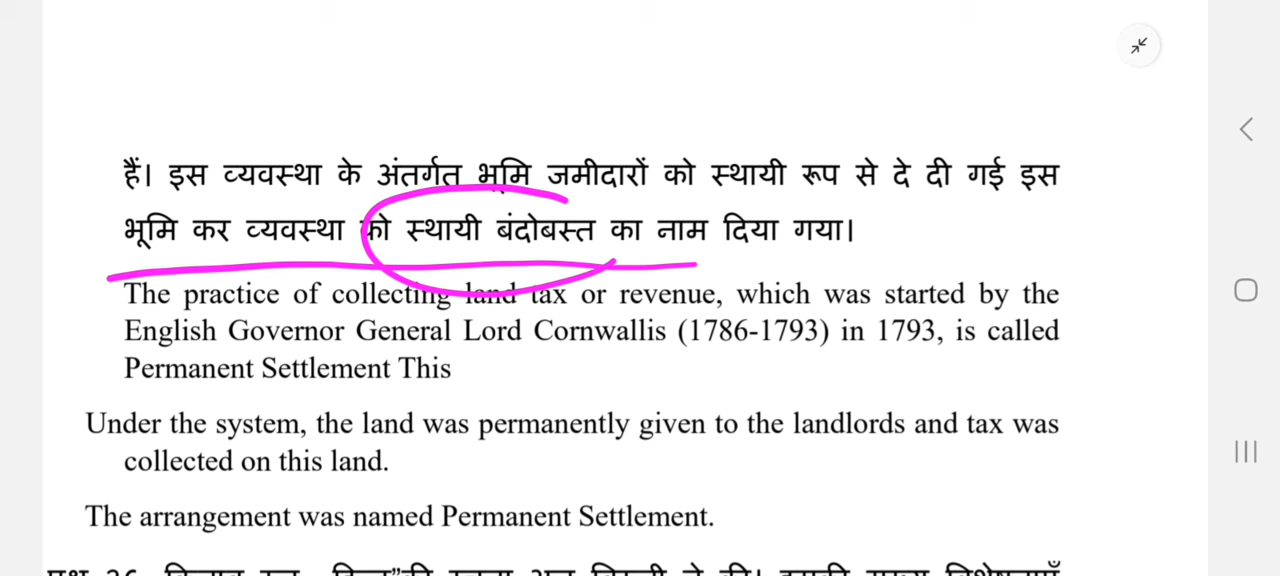 हैं। इस व्यवस्था के अंतर्गत भूमि जमीदारों को स्थायी रूप से दे दी गई इस
भूमि कर व्यवस्था को स्थायी बंदोबस्त का नाम दिया गया।
The practice of collecting land tax or revenue, which was started by the
English Governor General Lord Cornwallis (1786-1793) in 1793, is called
Permanent Settlement This
Under the system, the land was permanently given to the landlords and tax was
collected on this land.
The arrangement was named Permanent Settlement.